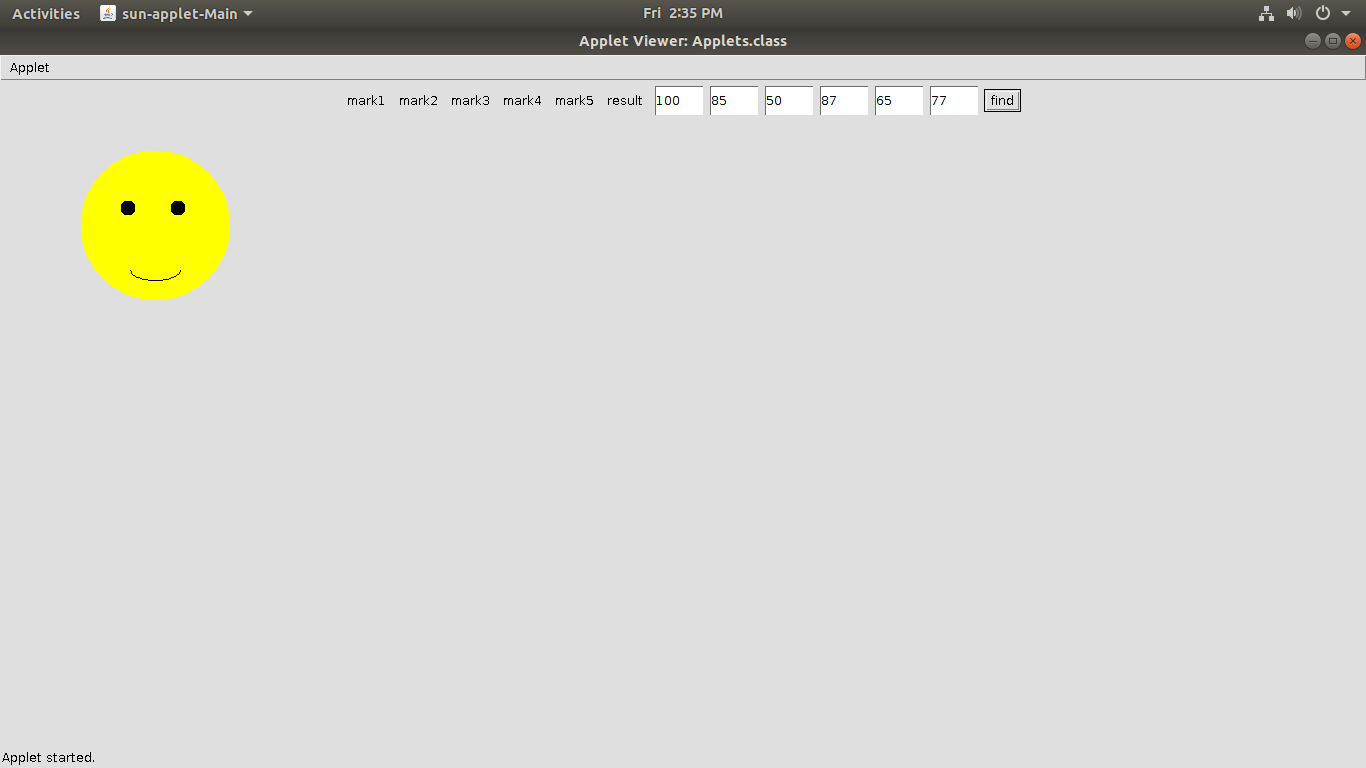 Activities sun-applet-Main Fri 2:35 PM
Applet Viewer: Applets.class
Applet
mark1 mark2 mark3 mark4 mark5 result 100 85 50 87 65 77 find
Applet started.